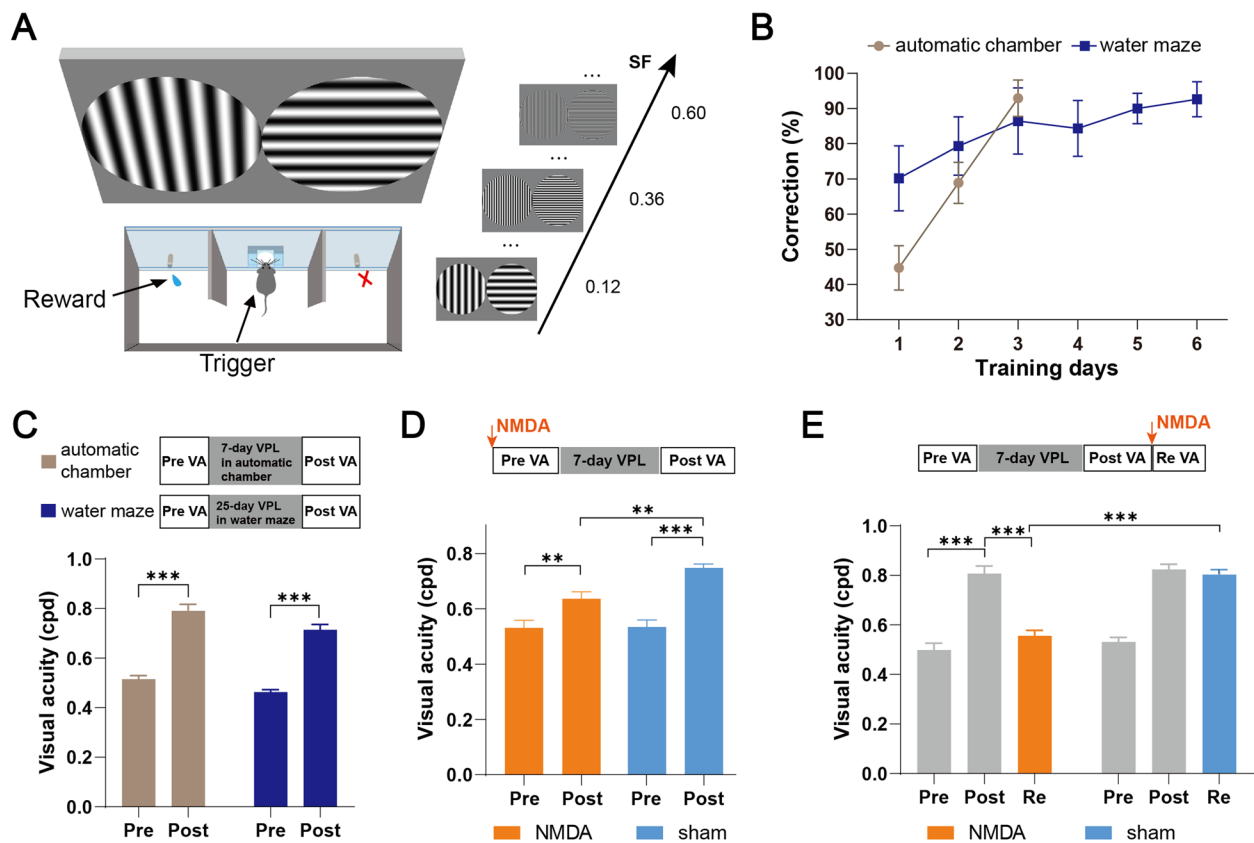 A
SF
...
0.60
...
0.36
...
0.12
Reward
Trigger
B
automatic chamber
water maze
Correction (%)
100
90
80
70
60
50
40
30
1 2 3 4 5 6
Training days
C
automatic
chamber
Pre VA
7-day VPL
in automatic
chamber
Post VA
water maze
Pre VA
25-day VPL
in water maze
Post VA
Visual acuity (cpd)
1.0
0.8
0.6
0.4
0.2
0.0
***
***
Pre Post Pre Post
D
NMDA
Pre VA 7-day VPL Post VA
Visual acuity (cpd)
0.8
0.6
0.4
0.2
0.0
**
**
***
Pre Post Pre Post
NMDA sham
E
NMDA
Pre VA 7-day VPL Post VA Re VA
Visual acuity (cpd)
1.0
0.8
0.6
0.4
0.2
0.0
***
***
***
Pre Post Re Pre Post Re
NMDA sham